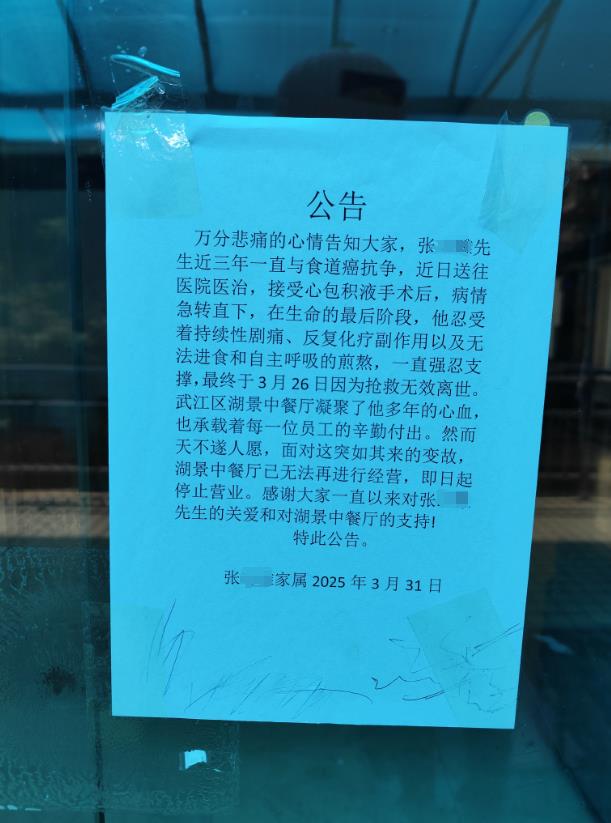 公告
万分悲痛的心情告知大家，张 先
生近三年一直与食道癌抗争，近日送往
医院医治，接受心包积液手术后，病情
急转直下，在生命的最后阶段，他忍受
着持续性剧痛、反复化疗副作用以及无
法进食和自主呼吸的煎熬，一直强忍支
撑，最终于3月26日因为抢救无效离世。
武江区湖景中餐厅凝聚了他多年的心血，
也承载着每一位员工的辛勤付出。然而
天不遂人愿，面对这突如其来的变故，
湖景中餐厅已无法再进行经营，即日起
停止营业。感谢大家一直以来对张
先生的关爱和对湖景中餐厅的支持!
特此公告。
张 家属 2025 年 3 月 31 日